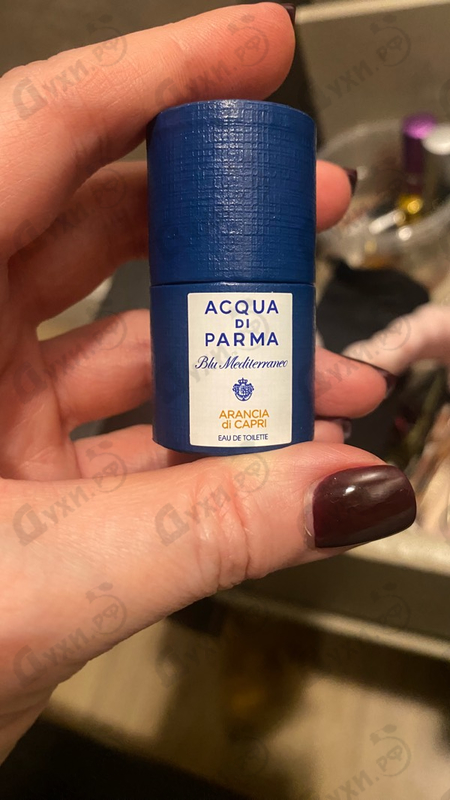 ACQUA
DI
PARMA
Blu Mediterraneo
ARANCIA
di CAPRI
EAU DE TOILETTE
Духи.РФ